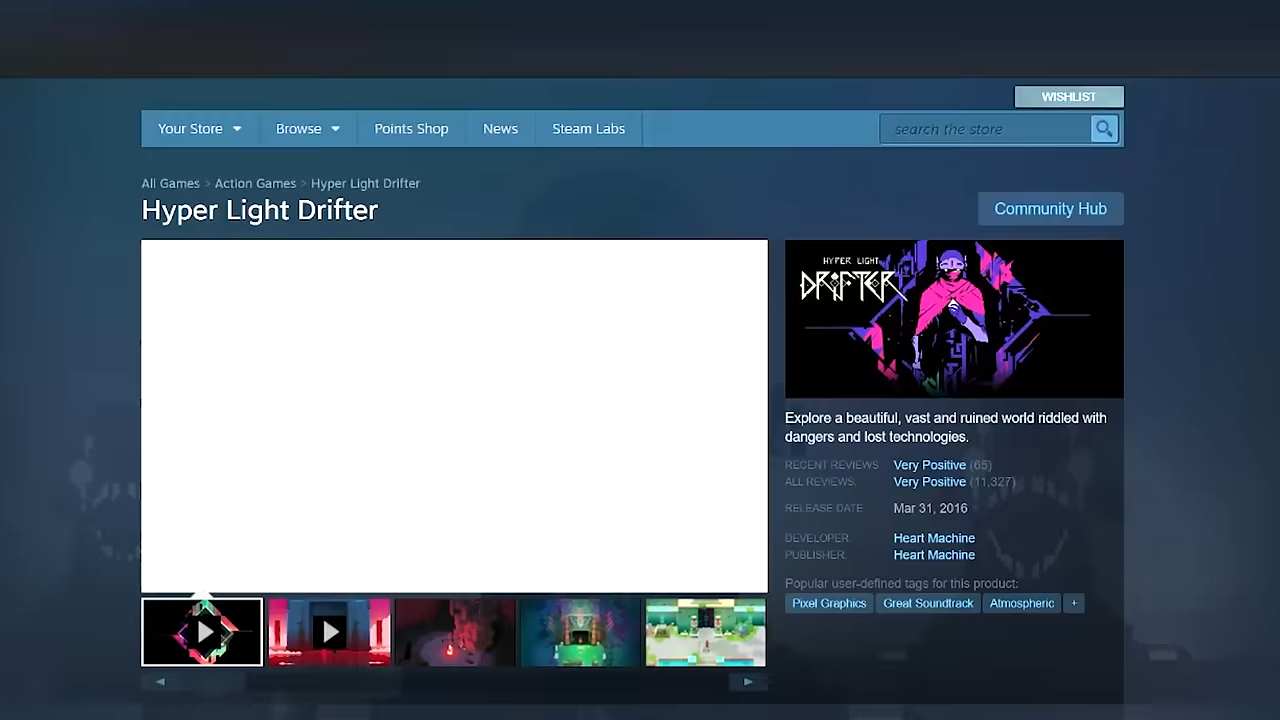 WISHLIST
Your Store
Browse
Points Shop
News
Steam Labs
search the store
All Games > Action Games > Hyper Light Drifter
Hyper Light Drifter
Community Hub
HYPER LIGHT
DRIFTER
Explore a beautiful, vast and ruined world riddled with
dangers and lost technologies.
RECENT REVIEWS Very Positive (65)
ALL REVIEWS: Very Positive (11,327)
RELEASE DATE Mar 31, 2016
DEVELOPER: Heart Machine
PUBLISHER: Heart Machine
Popular user-defined tags for this product:
Pixel Graphics Great Soundtrack Atmospheric +